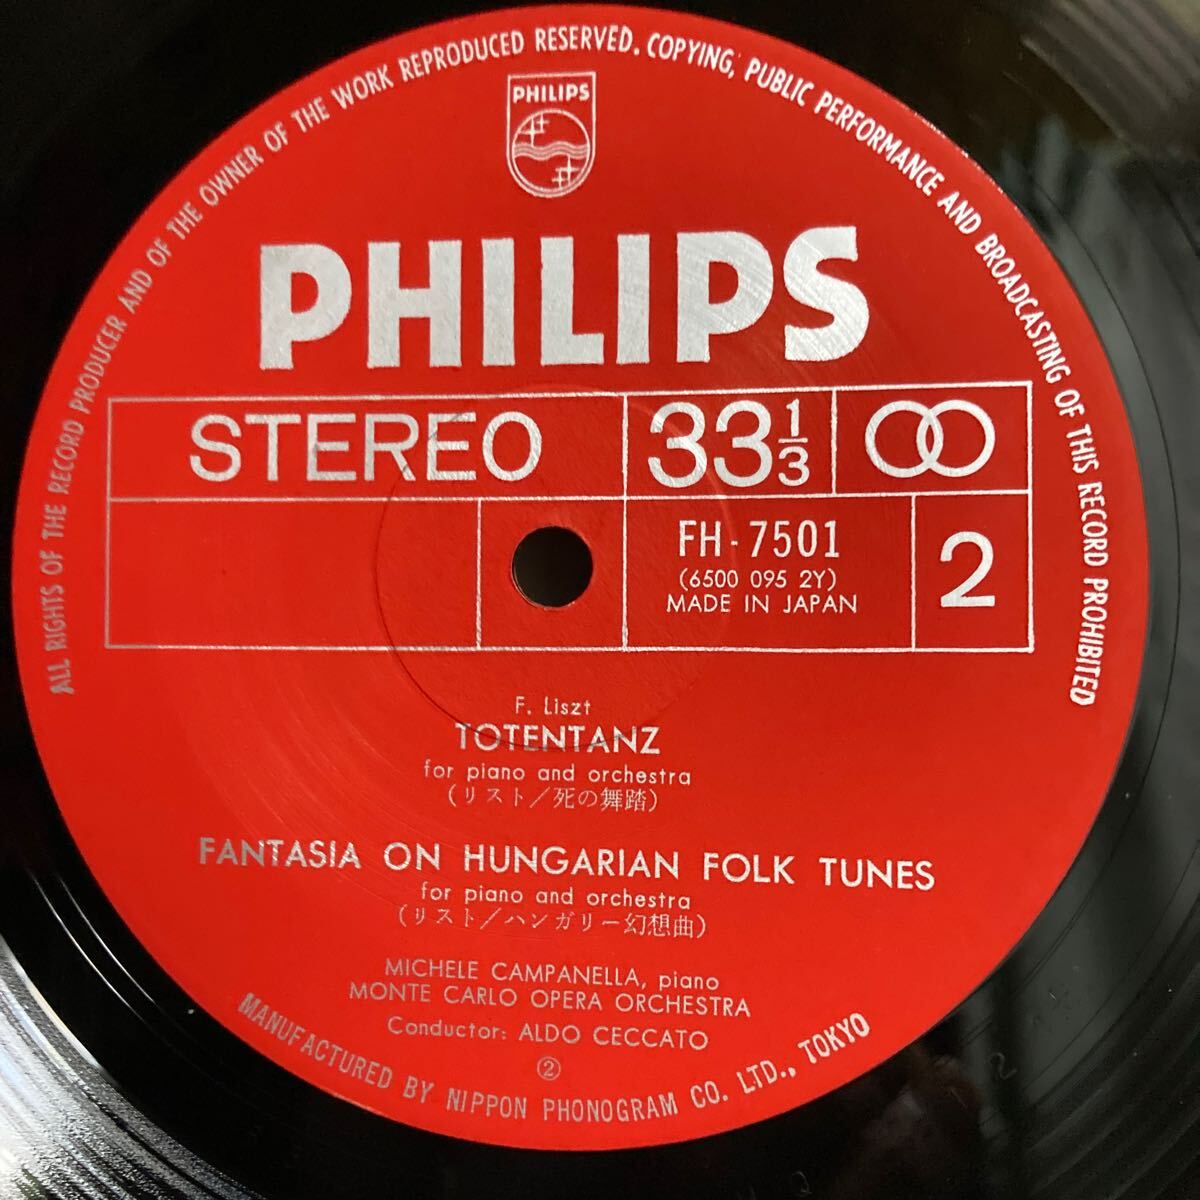 ALL RIGHTS OF THE RECORD PRODUCER AND OF THE OWNER OF THE WORK REPRODUCED RESERVED. COPYING, PUBLIC PERFORMANCE AND BROADCASTING OF THIS RECORD PROHIBITED
PHILIPS
PHILIPS
STEREO 33 1/3
FH-7501 2
(6500 095 2Y)
MADE IN JAPAN
F. Liszt
TOTENTANZ
for piano and orchestra
(リスト/死の舞踏)
FANTASIA ON HUNGARIAN FOLK TUNES
for piano and orchestra
(リスト/ハンガリー幻想曲)
MICHELE CAMPANELLA, piano
MONTE CARLO OPERA ORCHESTRA
Conductor: ALDO CECCATO
②
MANUFACTURED BY NIPPON PHONOGRAM CO. LTD., TOKYO